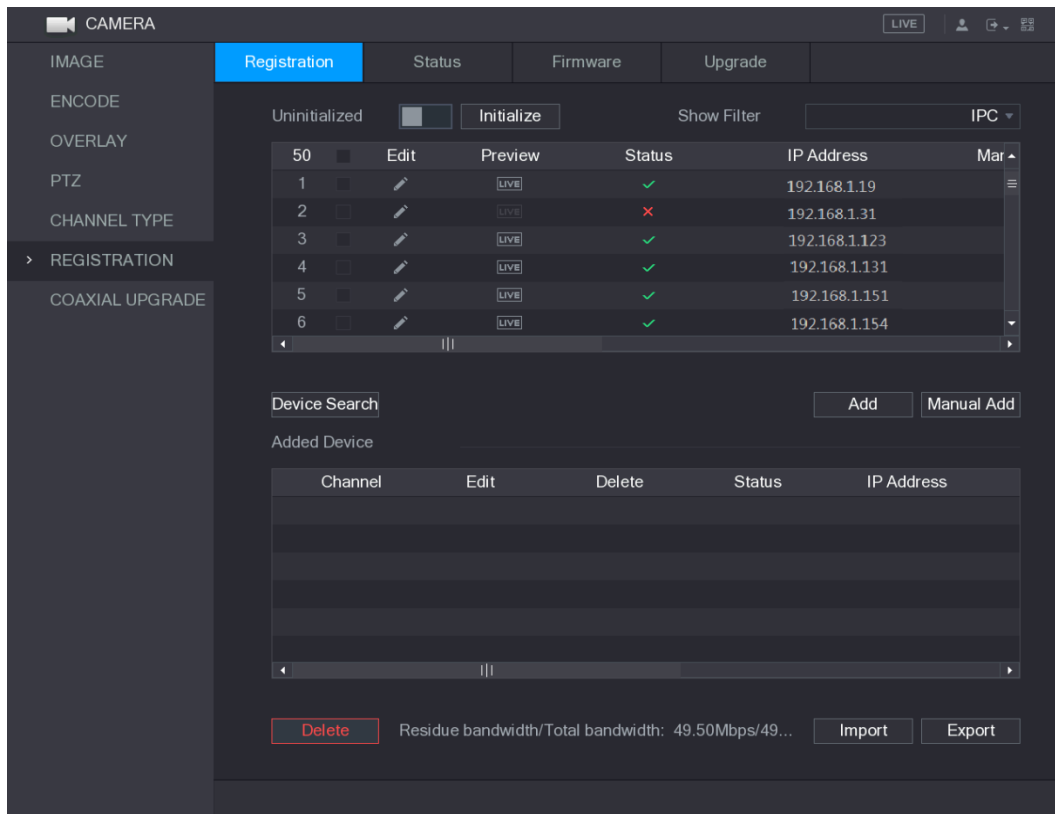 CAMERA LIVE
IMAGE
ENCODE
OVERLAY
PTZ
CHANNEL TYPE
REGISTRATION
COAXIAL UPGRADE
Registration Status Firmware Upgrade
Uninitialized Initialize Show Filter IPC
50 Edit Preview Status IP Address Mar
1 LIVE 192.168.1.19
2 LIVE 192.168.1.31
3 LIVE 192.168.1.123
4 LIVE 192.168.1.131
5 LIVE 192.168.1.151
6 LIVE 192.168.1.154
Device Search Add Manual Add
Added Device
Channel Edit Delete Status IP Address
Delete Residue bandwidth/Total bandwidth: 49.50Mbps/49... Import Export